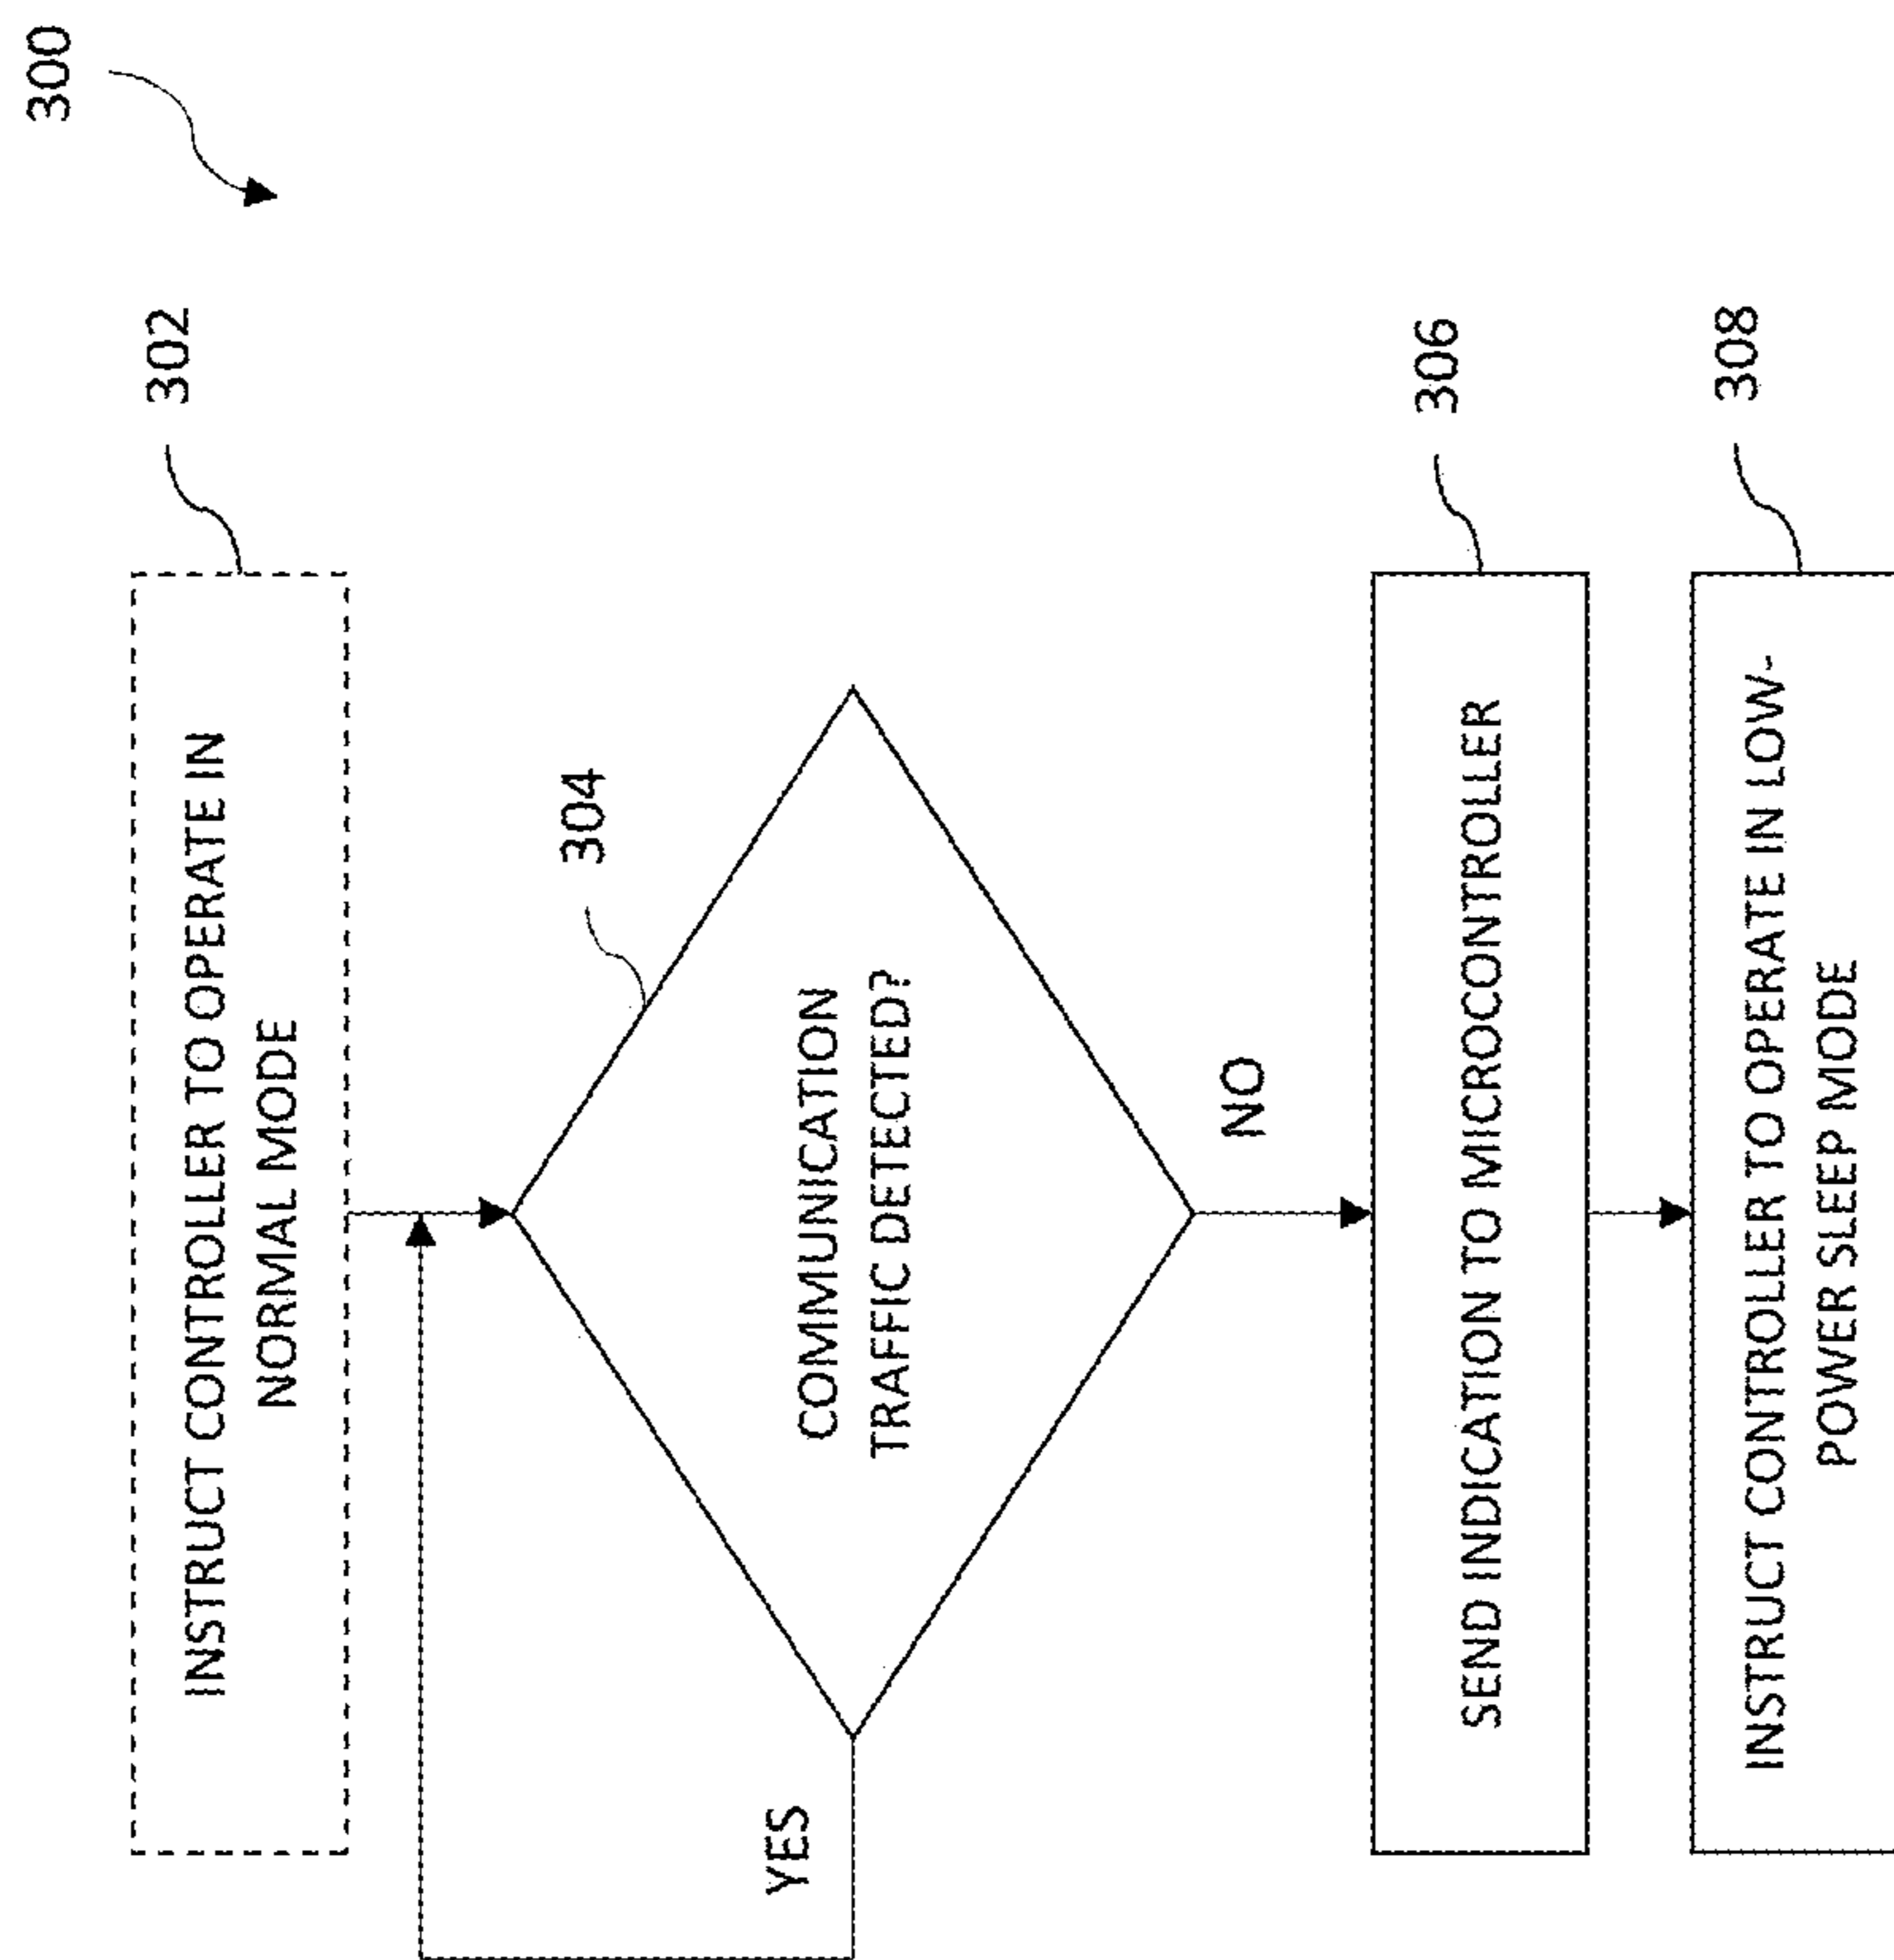 300
INSTRUCT CONTROLLER TO OPERATE IN
NORMAL MODE
302
304
COMMUNICATION
TRAFFIC DETECTED?
YES
NO
SEND INDICATION TO MICROCONTROLLER
306
INSTRUCT CONTROLLER TO OPERATE IN LOW-
POWER SLEEP MODE
308